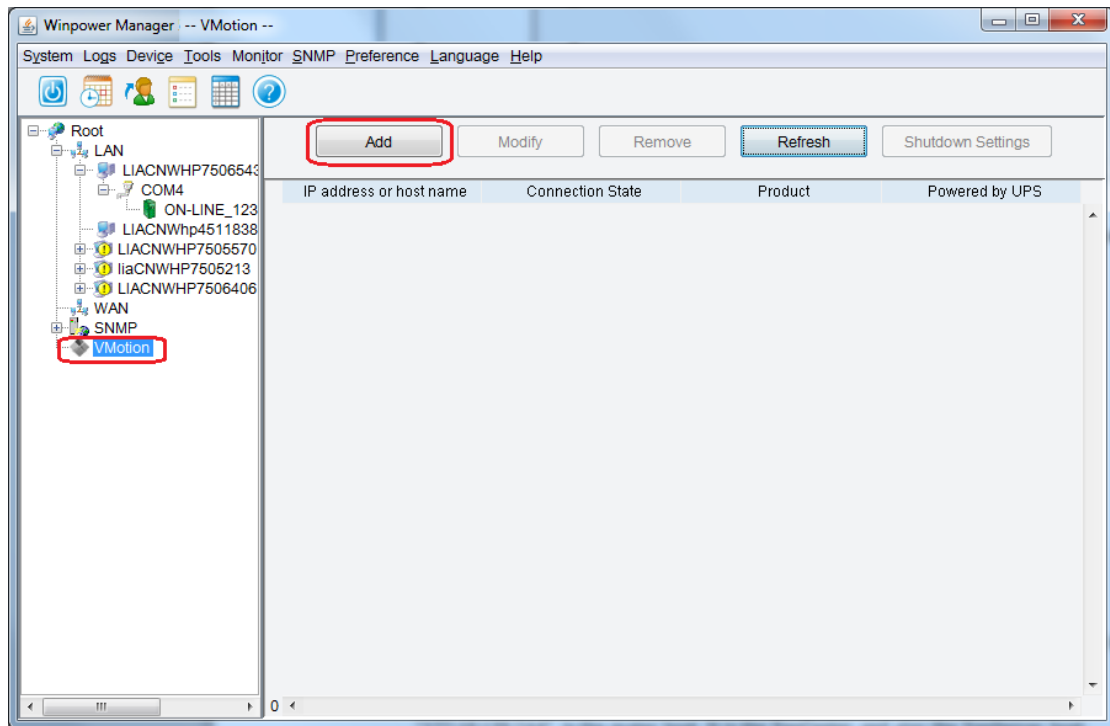 Winpower Manager -- VMotion --
System Logs Device Tools Monitor SNMP Preference Language Help
Root
LAN
LIACNWHP7506543
COM4
ON-LINE_123
LIACNWhp4511838
LIACNWHP7505570
liaCNWHP7505213
LIACNWHP7506406
WAN
SNMP
VMotion
Add Modify Remove Refresh Shutdown Settings
IP address or host name Connection State Product Powered by UPS
0